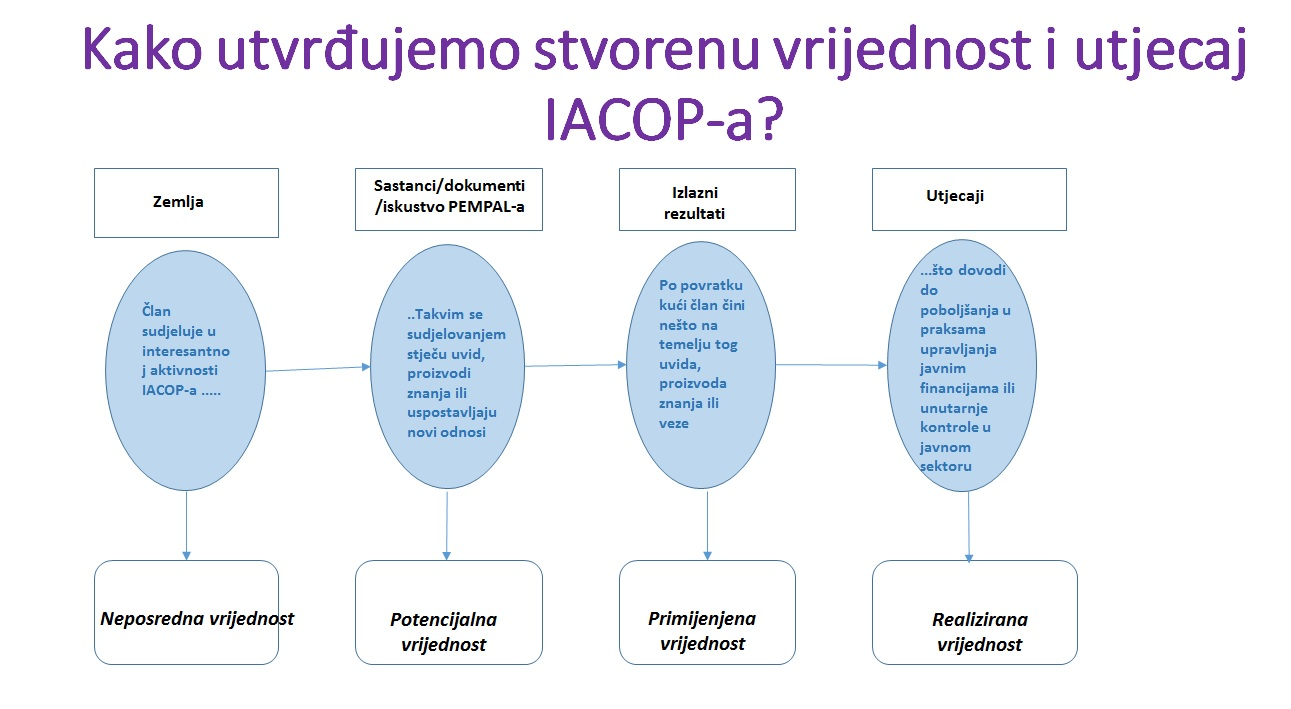 Kako utvrđujemo stvorenu vrijednost i utjecaj
IACOP-a?
Zemlja
Sastanci/dokumenti
/iskustvo PEMPAL-a
Izlazni
rezultati
Utjecaji
Član
sudjeluje u
interesantno
j aktivnosti
IACOP-a .....
..Takvim se
sudjelovanjem
stječu uvid,
proizvodi
znanja ili
uspostavljaju
novi odnosi
Po povratku
kući član čini
nešto na
temelju tog
uvida,
proizvoda
znanja ili
veze
...što dovodi
do
poboljšanja u
praksama
upravljanja
javnim
financijama ili
unutarnje
kontrole u
javnom
sektoru
Neposredna vrijednost
Potencijalna
vrijednost
Primijenjena
vrijednost
Realizirana
vrijednost